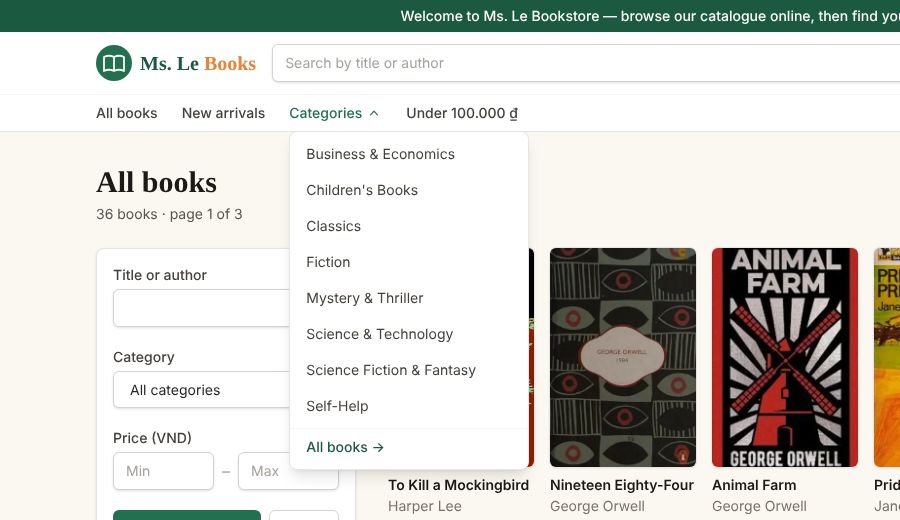 Welcome to Ms. Le Bookstore — browse our catalogue online, then find
Ms. Le Books
Search by title or author
All books
New arrivals
Categories
Under 100.000 ₫
Business & Economics
Children's Books
Classics
Fiction
Mystery & Thriller
Science & Technology
Science Fiction & Fantasy
Self-Help
All books →
All books
36 books · page 1 of 3
Title or author
Category
All categories
Price (VND)
Min
–
Max
GEORGE ORWELL
1984
ANIMAL
FARM
GEORGE ORWELL
To Kill a Mockingbird
Harper Lee
Nineteen Eighty-Four
George Orwell
Animal Farm
George Orwell